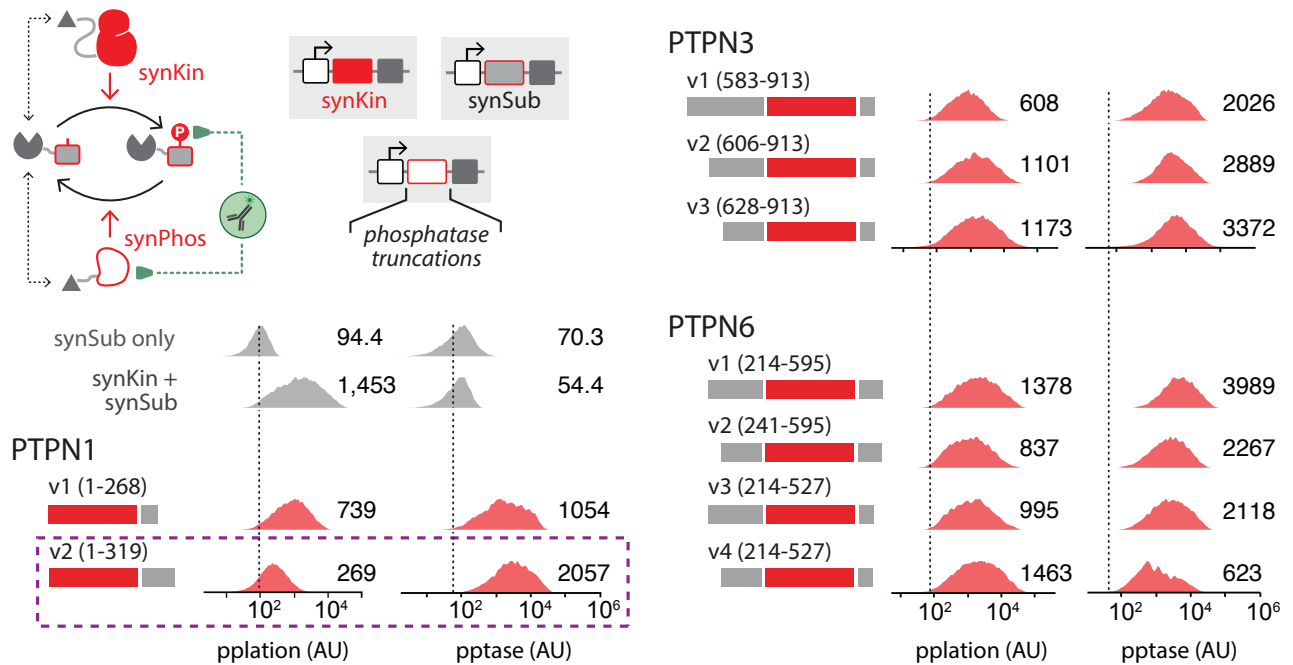 synKin
P
synPhos
synKin
synSub
phosphatase
truncations
synSub only
94.4
70.3
synKin +
synSub
1,453
54.4
PTPN1
v1 (1-268)
739
1054
v2 (1-319)
269
2057
10² 10⁴
10² 10⁴ 10⁶
pplation (AU)
pptase (AU)
PTPN3
v1 (583-913)
608
2026
v2 (606-913)
1101
2889
v3 (628-913)
1173
3372
PTPN6
v1 (214-595)
1378
3989
v2 (241-595)
837
2267
v3 (214-527)
995
2118
v4 (214-527)
1463
623
10² 10⁴
10² 10⁴ 10⁶
pplation (AU)
pptase (AU)